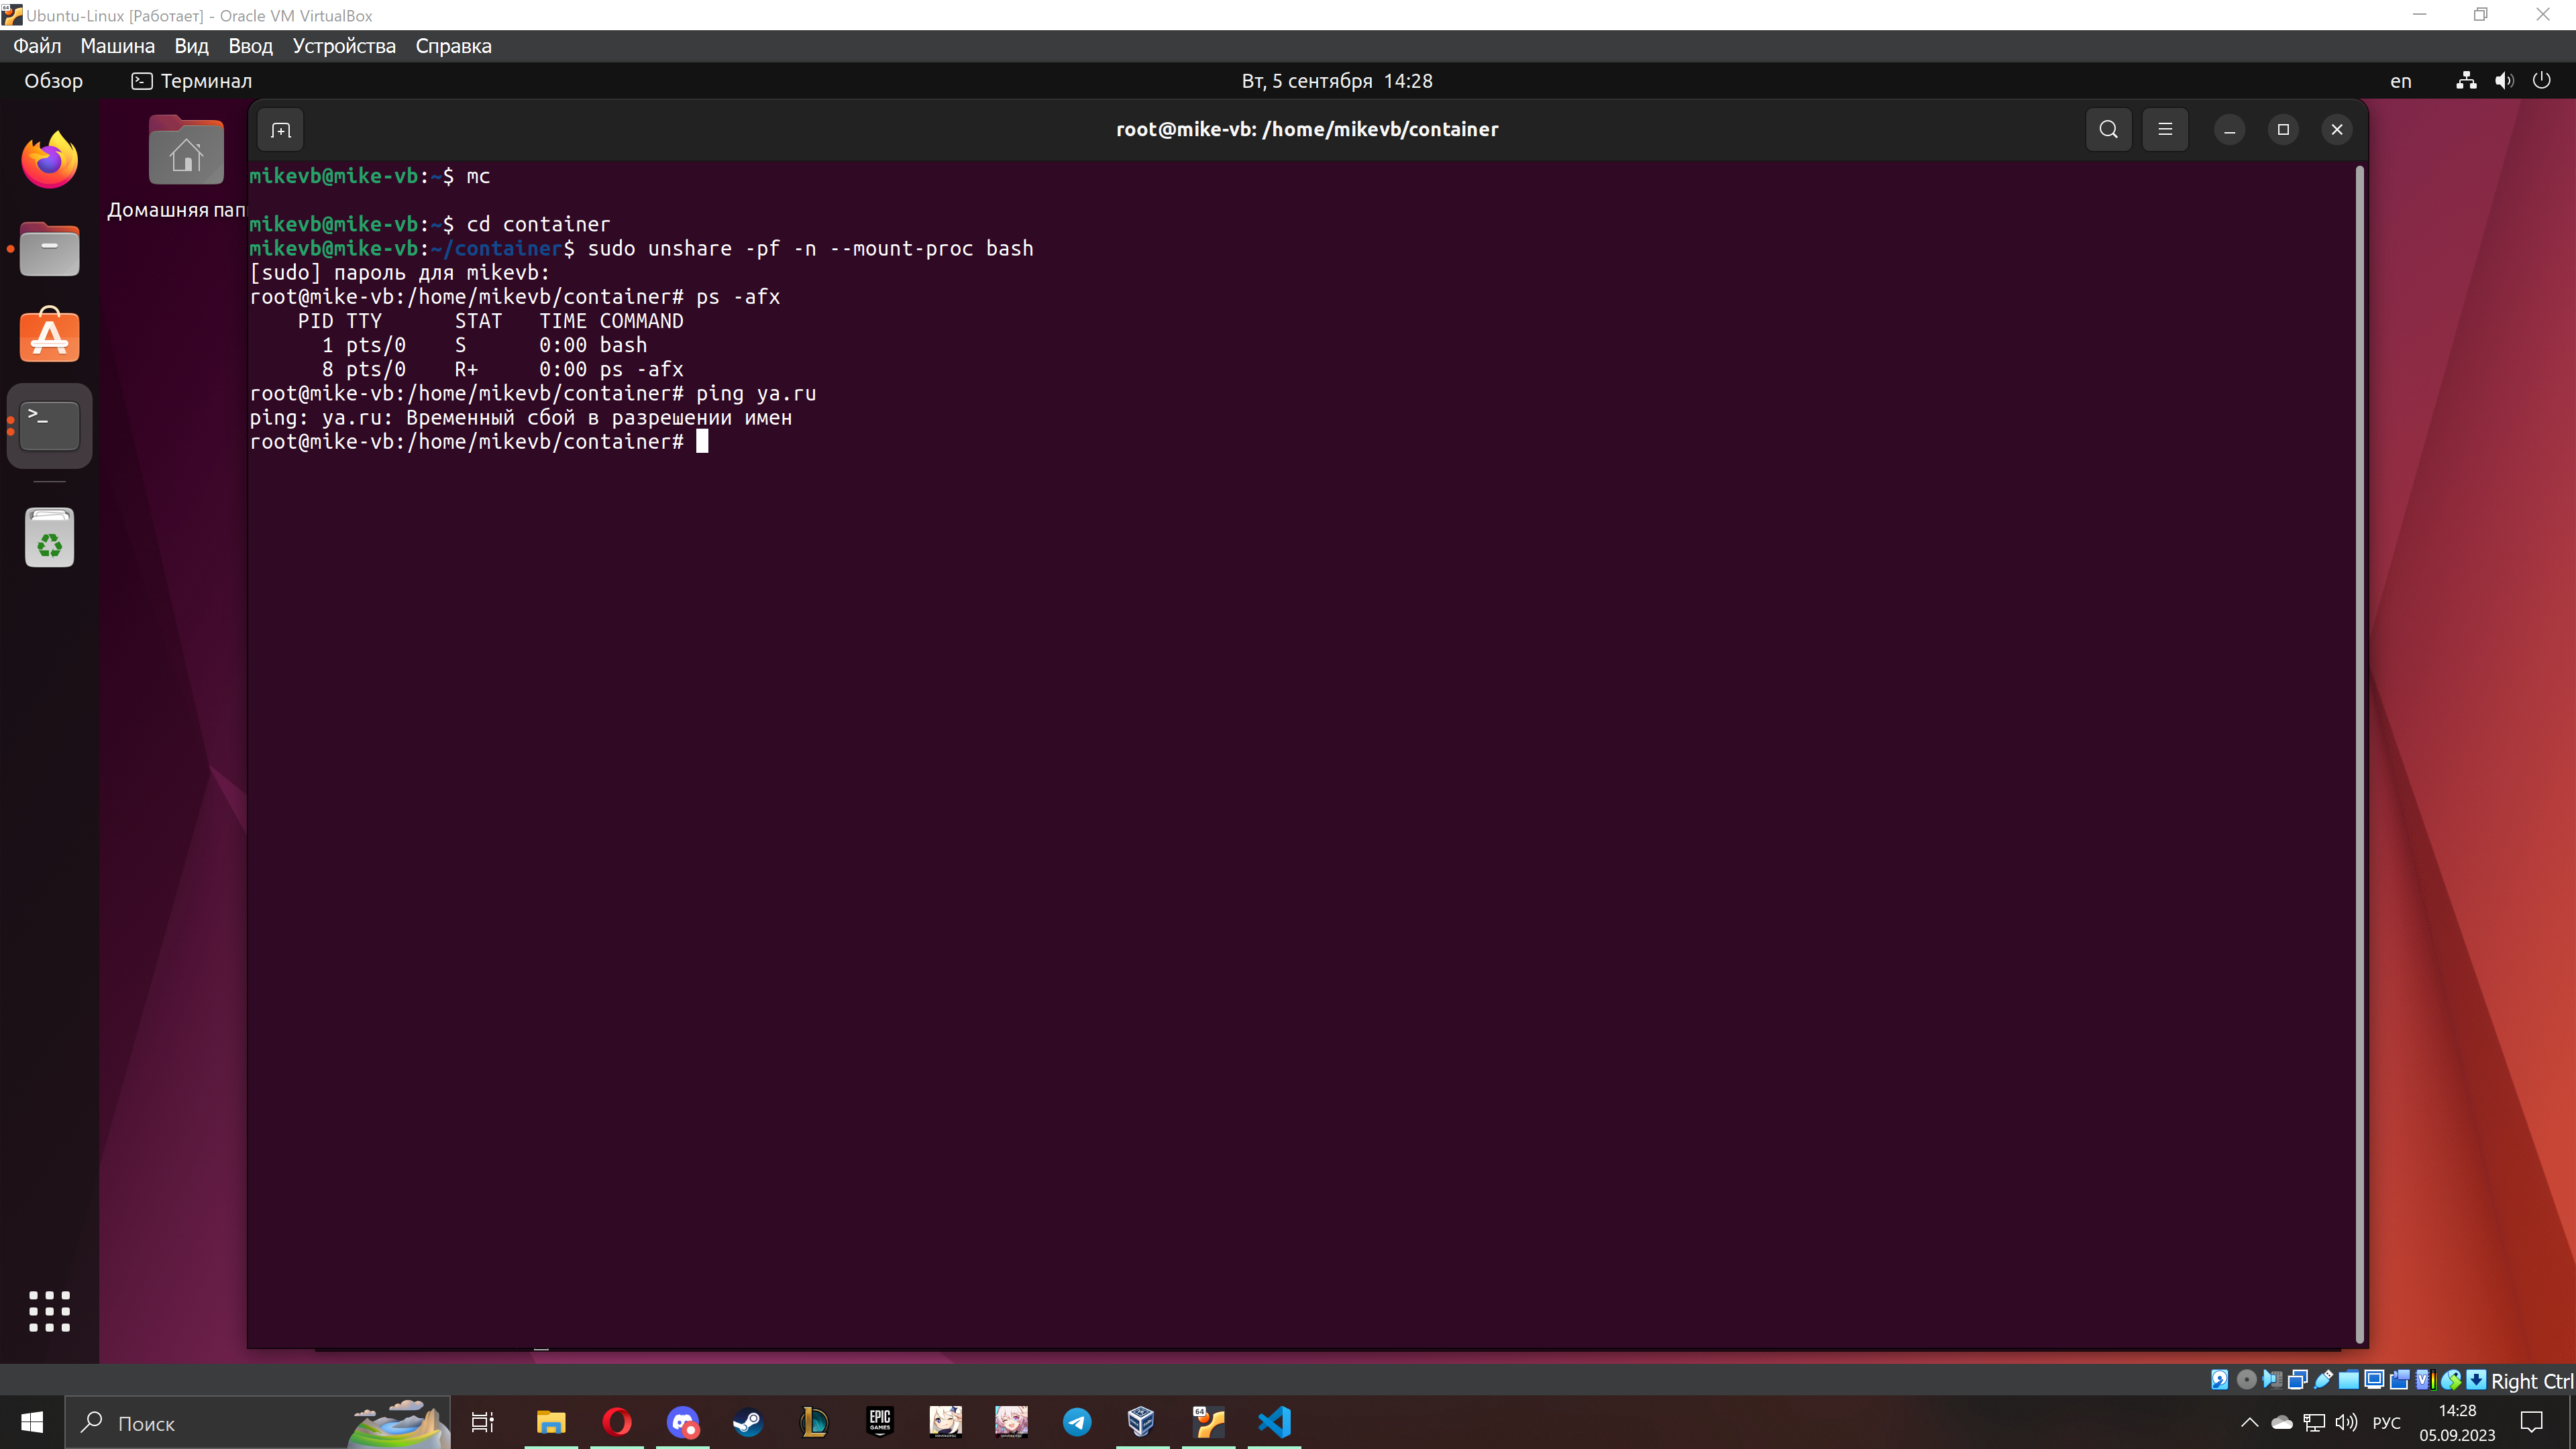 Ubuntu-Linux [Работает] - Oracle VM VirtualBox
Файл Машина Вид Ввод Устройства Справка
Обзор Терминал Вт, 5 сентября 14:28 en
root@mike-vb: /home/mikevb/container
Домашняя пап
mikevb@mike-vb:~$ mc
mikevb@mike-vb:~$ cd container
mikevb@mike-vb:~/container$ sudo unshare -pf -n --mount-proc bash
[sudo] пароль для mikevb:
root@mike-vb:/home/mikevb/container# ps -afx
PID TTY STAT TIME COMMAND
1 pts/0 S 0:00 bash
8 pts/0 R+ 0:00 ps -afx
root@mike-vb:/home/mikevb/container# ping ya.ru
ping: ya.ru: Временный сбой в разрешении имен
root@mike-vb:/home/mikevb/container#
Right Ctrl
Поиск
EPIC GAMES
64
РУС
14:28
05.09.2023